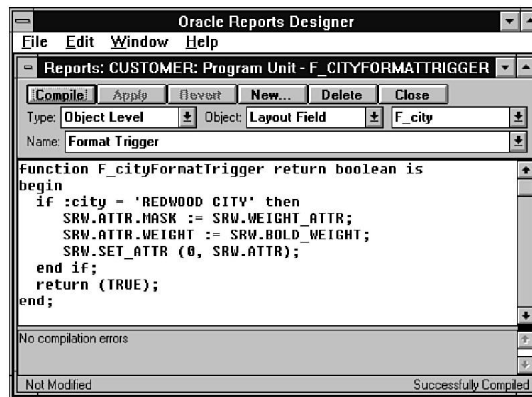 Oracle Reports Designer
File Edit Window Help
Reports: CUSTOMER: Program Unit - F_CITYFORMATTRIGGER
Compile Apply Revert New... Delete Close
Type: Object Level Object: Layout Field F_city
Name: Format Trigger
function F_cityFormatTrigger return boolean is
begin
if :city = 'REDWOOD CITY' then
SRW.ATTR.MASK := SRW.WEIGHT_ATTR;
SRW.ATTR.WEIGHT := SRW.BOLD_WEIGHT;
SRW.SET_ATTR (0, SRW.ATTR);
end if;
return (TRUE);
end;
No compilation errors
Not Modified Successfully Compiled